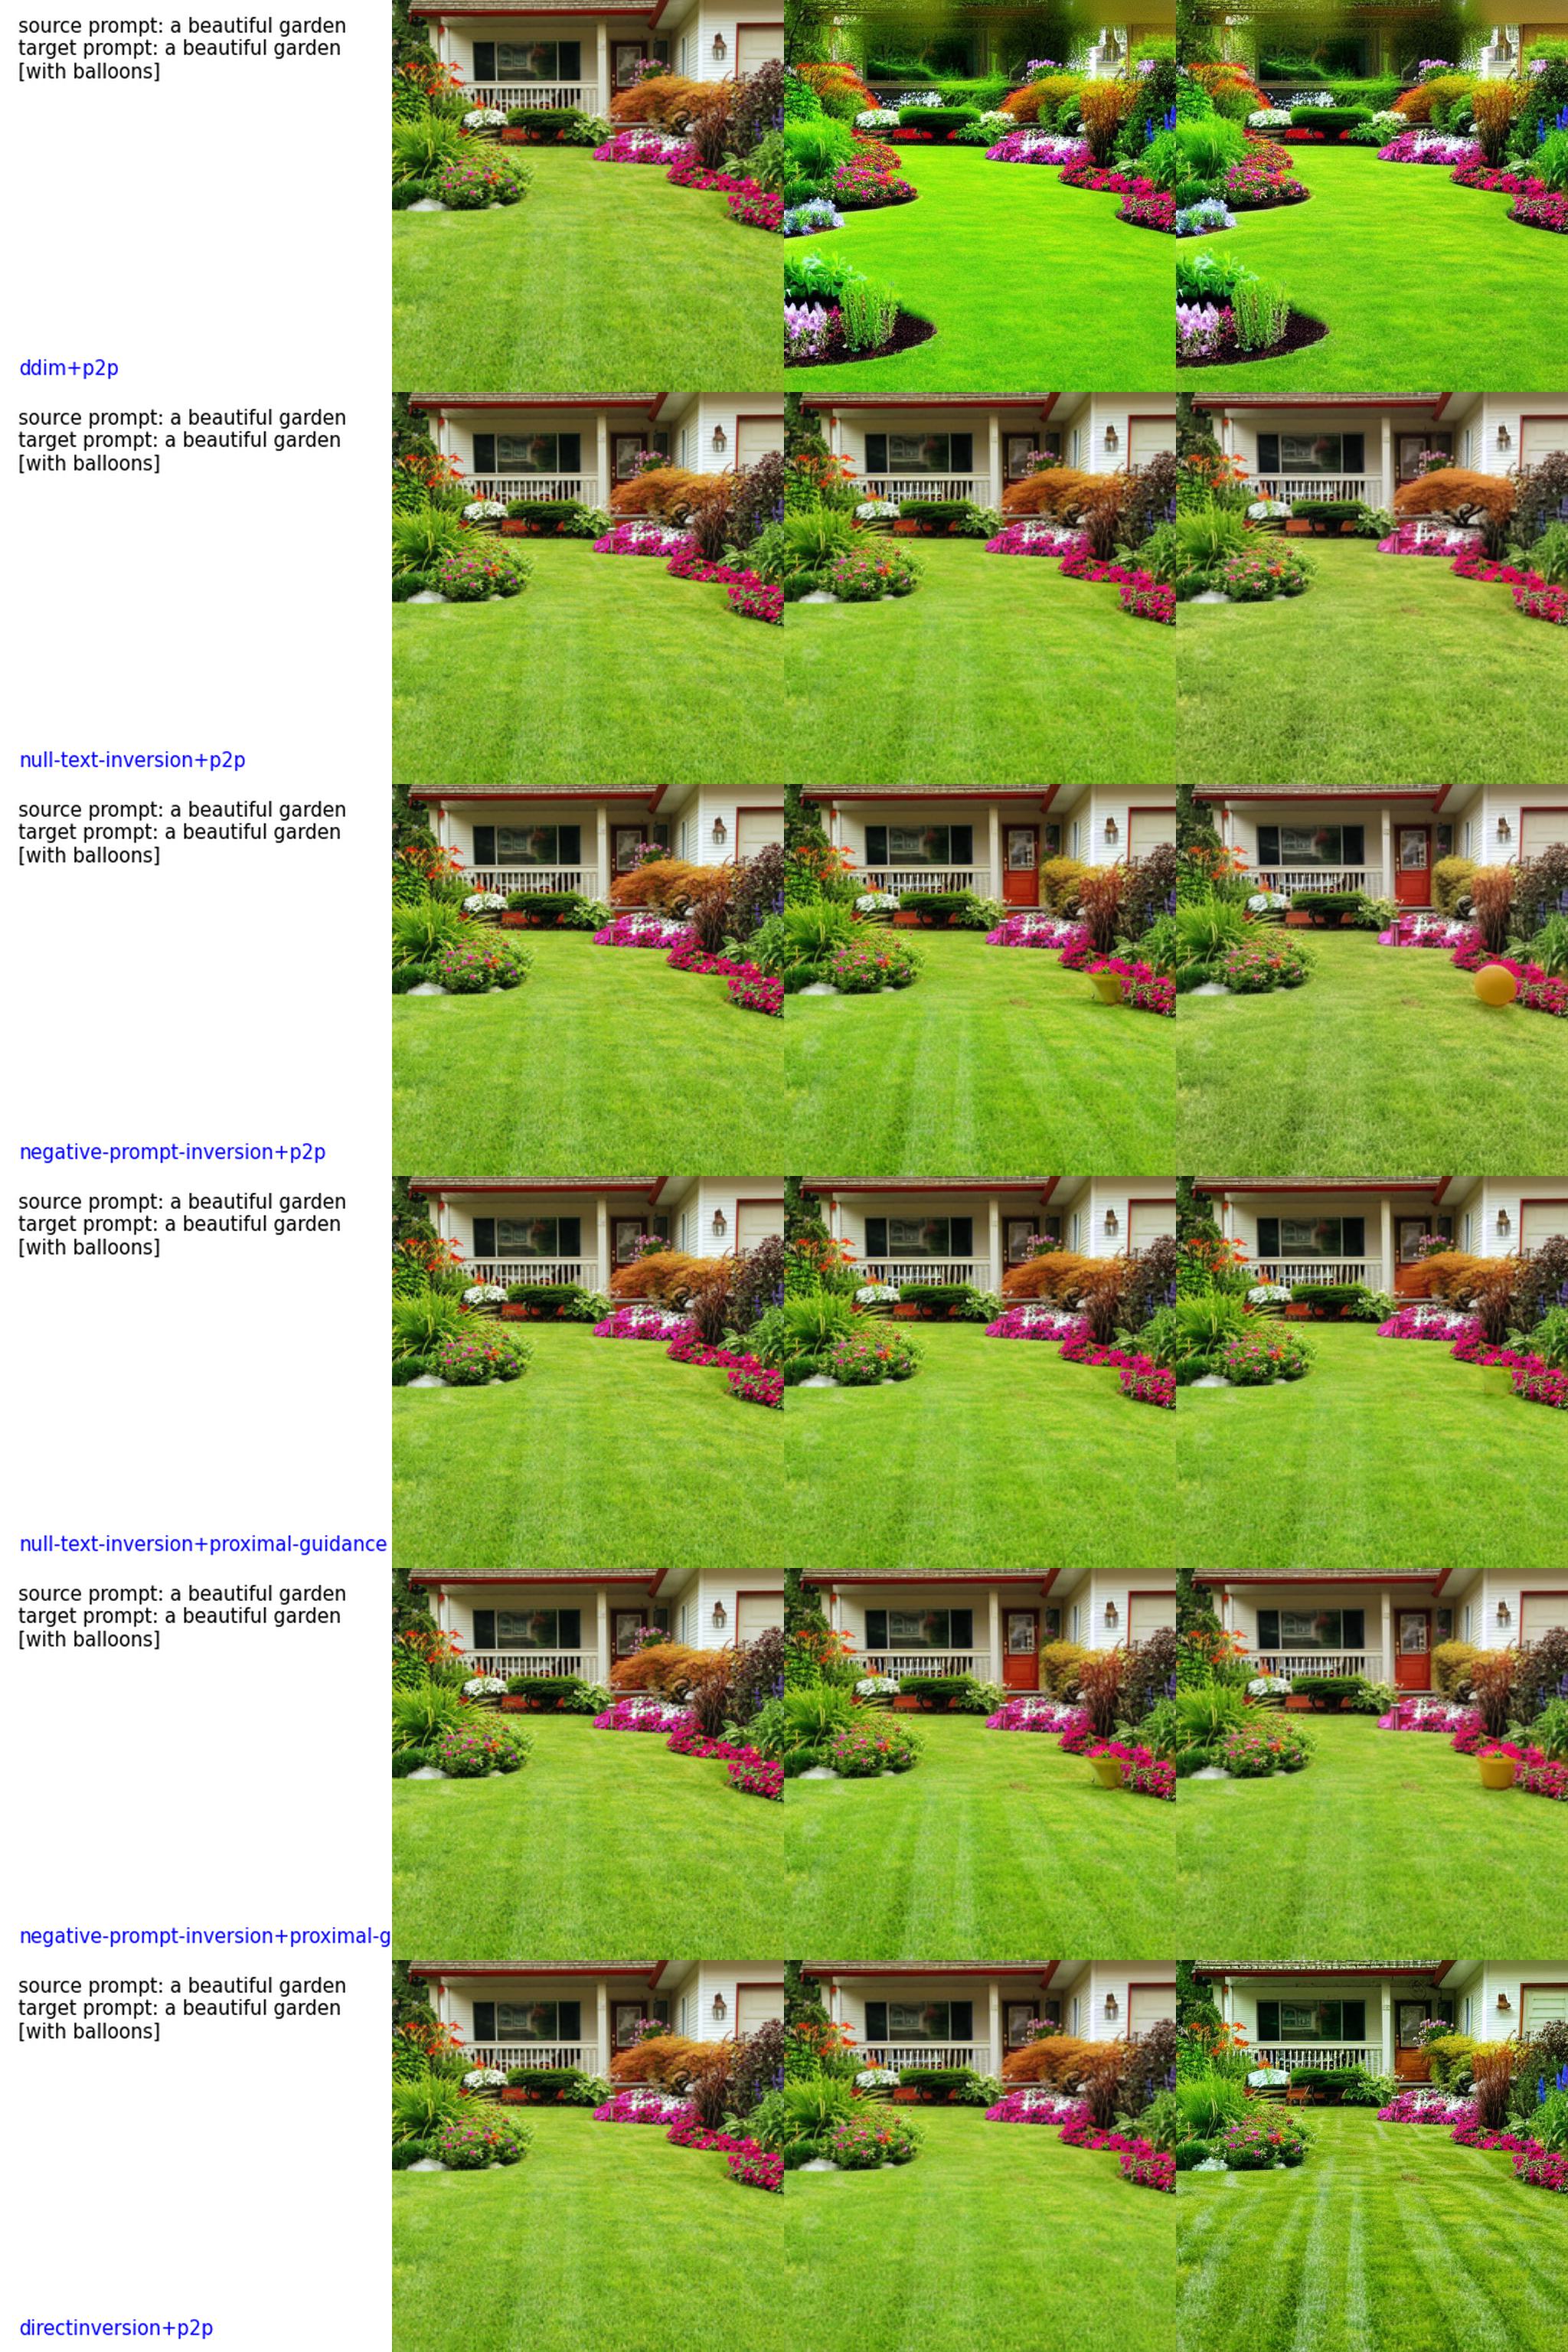 source prompt: a beautiful garden
target prompt: a beautiful garden
[with balloons]
ddim+p2p
source prompt: a beautiful garden
target prompt: a beautiful garden
[with balloons]
null-text-inversion+p2p
source prompt: a beautiful garden
target prompt: a beautiful garden
[with balloons]
negative-prompt-inversion+p2p
source prompt: a beautiful garden
target prompt: a beautiful garden
[with balloons]
null-text-inversion+proximal-guidance
source prompt: a beautiful garden
target prompt: a beautiful garden
[with balloons]
negative-prompt-inversion+proximal-g
source prompt: a beautiful garden
target prompt: a beautiful garden
[with balloons]
directinversion+p2p